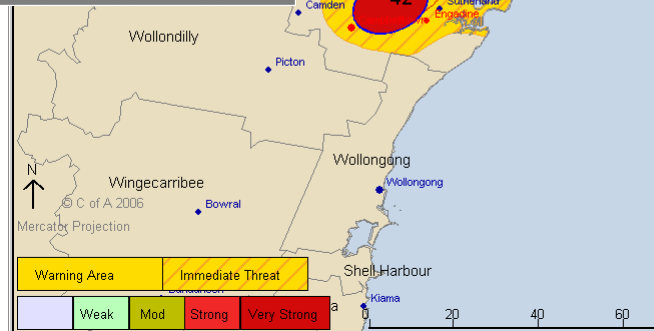 42
Camden
Sutherland
Engadine
Wollondilly
Picton
Wollongong
Wollongong
N
Wingecarribee
© C of A 2006
Bowral
Mercator Projection
Warning Area
Immediate Threat
Shell Harbour
Kiama
Weak
Mod
Strong
Very Strong
a
0
20
40
60